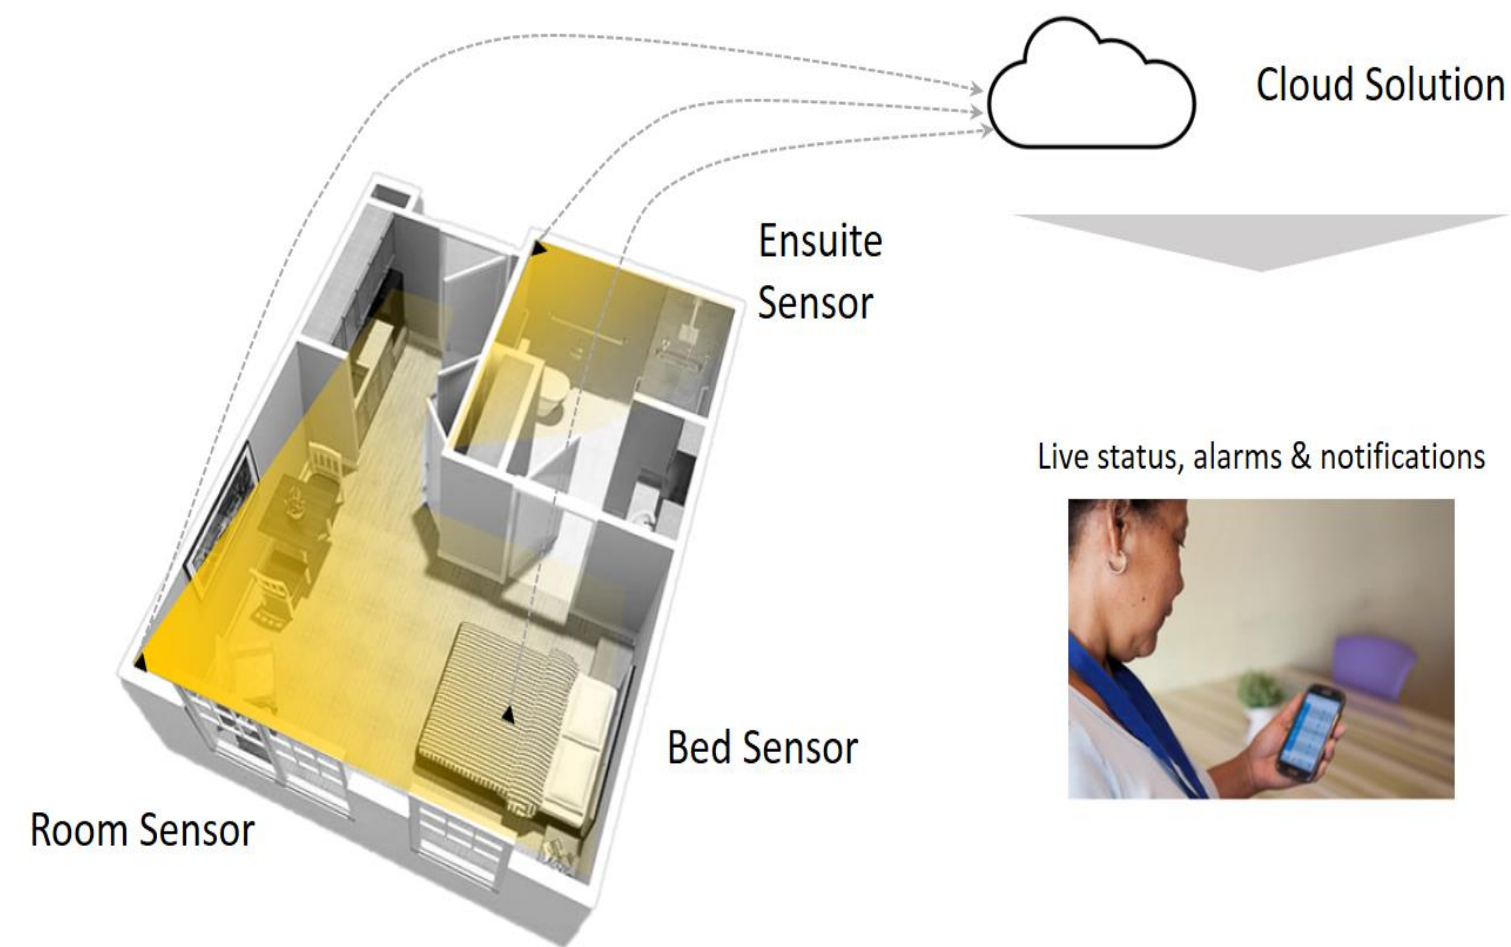 Cloud Solution
Ensuite
Sensor
Live status, alarms & notifications
Bed Sensor
Room Sensor